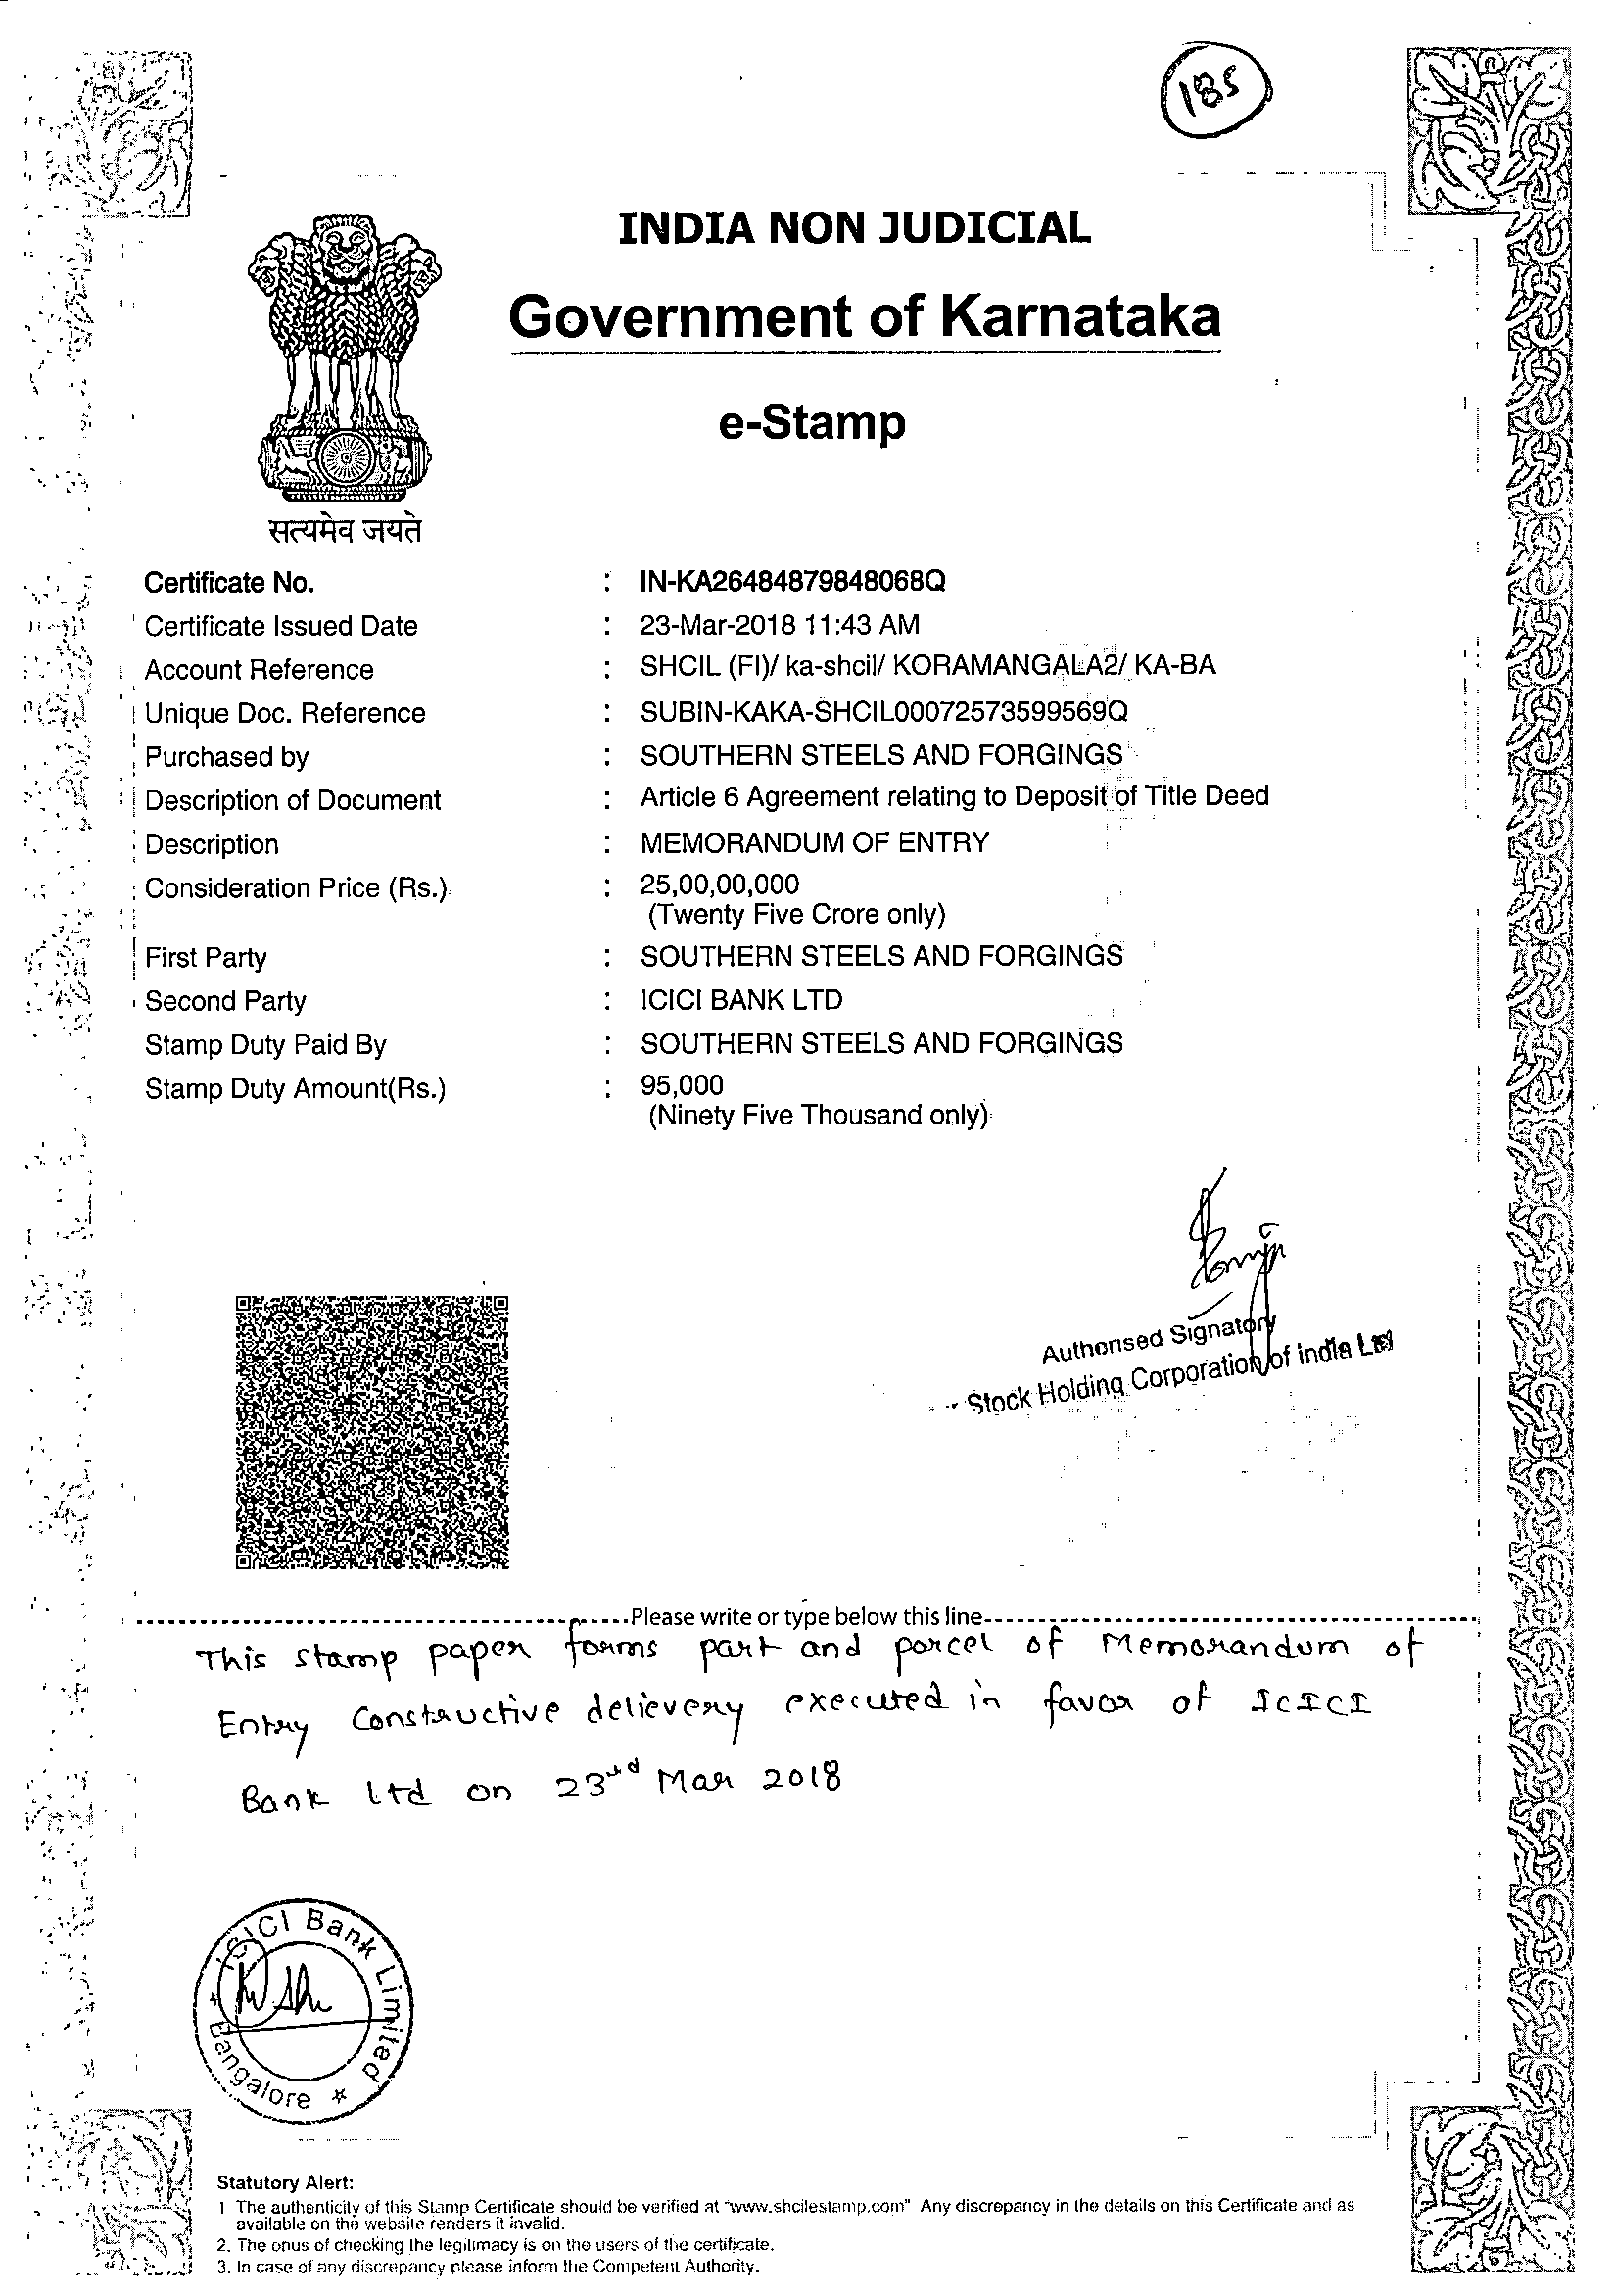 185
INDIA NON JUDICIAL
Government of Karnataka
e-Stamp
सत्यमेव जयते
Certificate No. : IN-KA26484879848068Q
Certificate Issued Date : 23-Mar-2018 11:43 AM
Account Reference : SHCIL (FI)/ ka-shcil/ KORAMANGALA2/ KA-BA
Unique Doc. Reference : SUBIN-KAKA-SHCIL00072573599569Q
Purchased by : SOUTHERN STEELS AND FORGINGS
Description of Document : Article 6 Agreement relating to Deposit of Title Deed
Description : MEMORANDUM OF ENTRY
Consideration Price (Rs.) : 25,00,00,000
(Twenty Five Crore only)
First Party : SOUTHERN STEELS AND FORGINGS
Second Party : ICICI BANK LTD
Stamp Duty Paid By : SOUTHERN STEELS AND FORGINGS
Stamp Duty Amount(Rs.) : 95,000
(Ninety Five Thousand only)
Authorised Signatory
Stock Holding Corporation of India Ltd
Please write or type below this line
This stamp paper forms part and parcel of Memorandum of
Entry Constructive delievery executed in favor of ICICI
Bank Ltd on 23rd Mar 2018
ICICI Bank Limited
Bangalore
Statutory Alert:
1 The authenticity of this Stamp Certificate should be verified at "www.shcilestamp.com" Any discrepancy in the details on this Certificate and as
available on the website renders it invalid.
2. The onus of checking the legitimacy is on the users of the certificate.
3. In case of any discrepancy please inform the Competent Authority.